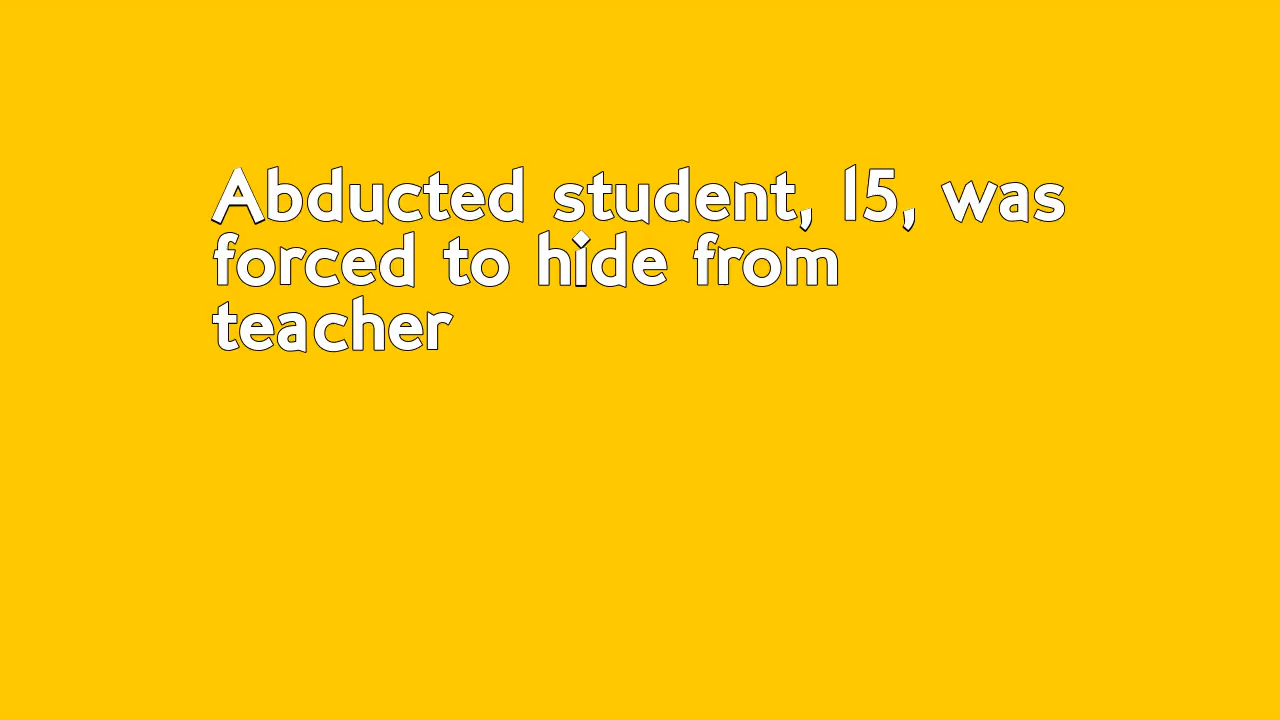 Abducted student, 15, was
forced to hide from
teacher